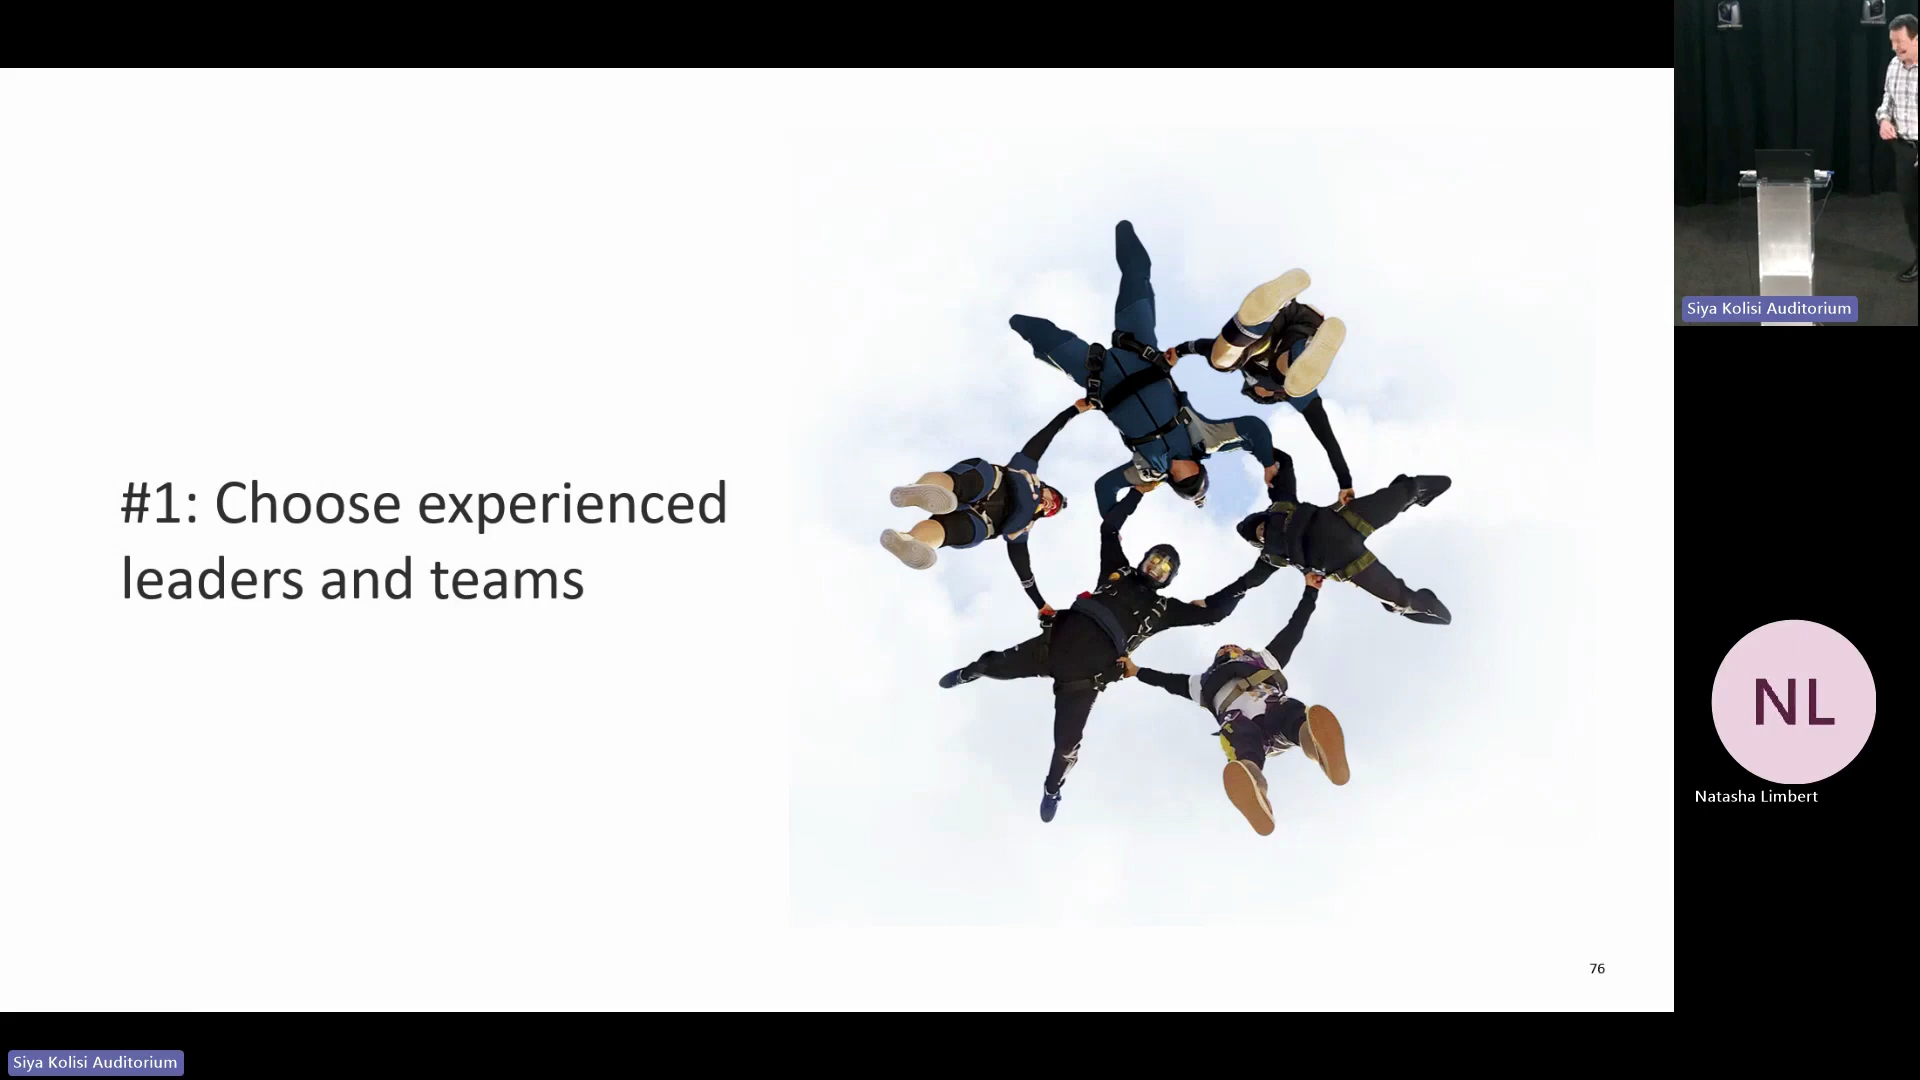 #1: Choose experienced
leaders and teams
76
Siya Kolisi Auditorium
NL
Natasha Limbert
Siya Kolisi Auditorium